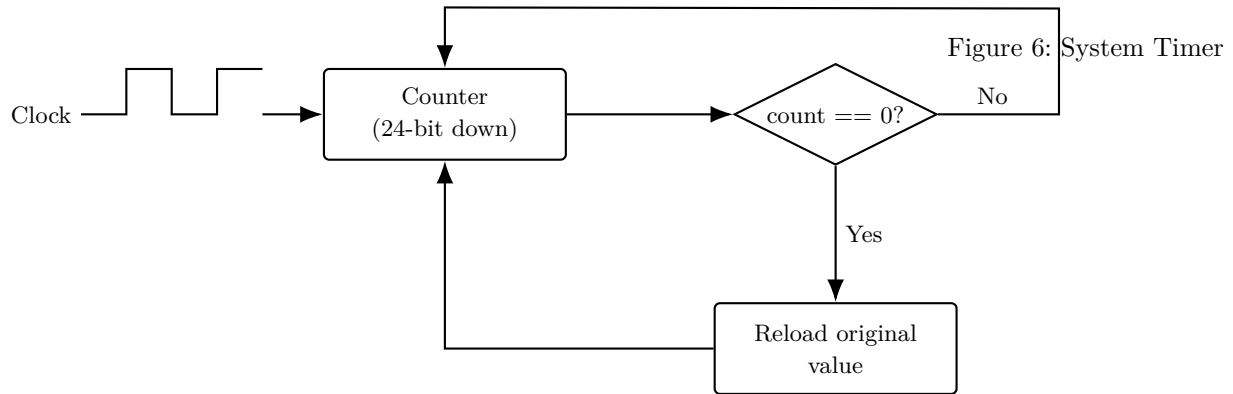 Figure 6: System Timer
Clock
Counter
(24-bit down)
count == 0?
No
Yes
Reload original
value